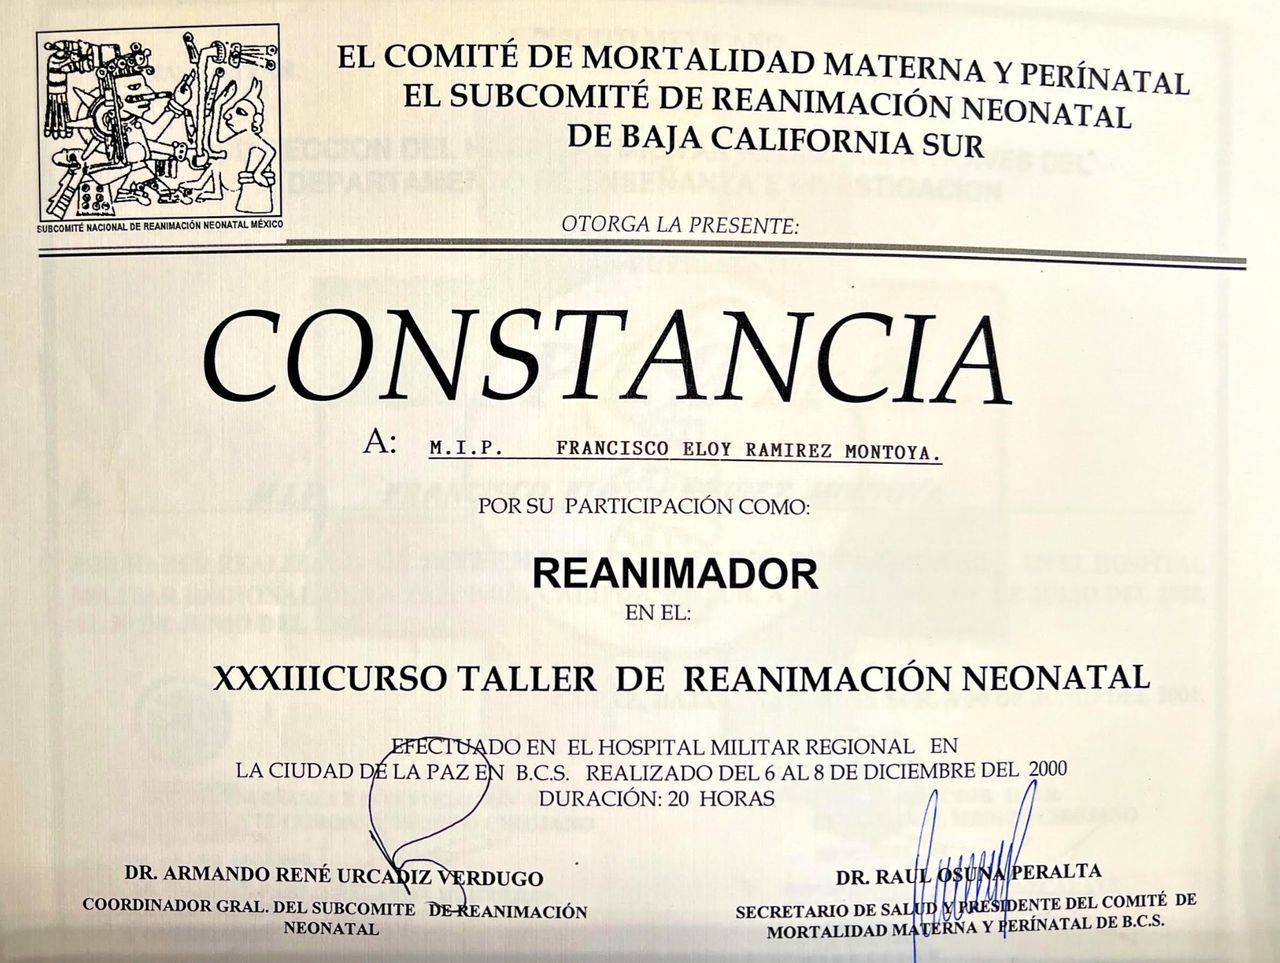 EL COMITÉ DE MORTALIDAD MATERNA Y PERÍNATAL
EL SUBCOMITÉ DE REANIMACIÓN NEONATAL
DE BAJA CALIFORNIA SUR
SUBCOMITÉ NACIONAL DE REANIMACIÓN NEONATAL MÉXICO
OTORGA LA PRESENTE:
CONSTANCIA
A: M.I.P. FRANCISCO ELOY RAMIREZ MONTOYA.
POR SU PARTICIPACIÓN COMO:
REANIMADOR
EN EL:
XXXIIICURSO TALLER DE REANIMACIÓN NEONATAL
EFECTUADO EN EL HOSPITAL MILITAR REGIONAL EN
LA CIUDAD DE LA PAZ EN B.C.S. REALIZADO DEL 6 AL 8 DE DICIEMBRE DEL 2000
DURACIÓN: 20 HORAS
DR. ARMANDO RENÉ URCADIZ VERDUGO
COORDINADOR GRAL. DEL SUBCOMITE DE REANIMACIÓN
NEONATAL
DR. RAUL OSUNA PERALTA
SECRETARIO DE SALUD Y PRESIDENTE DEL COMITÉ DE
MORTALIDAD MATERNA Y PERÍNATAL DE B.C.S.